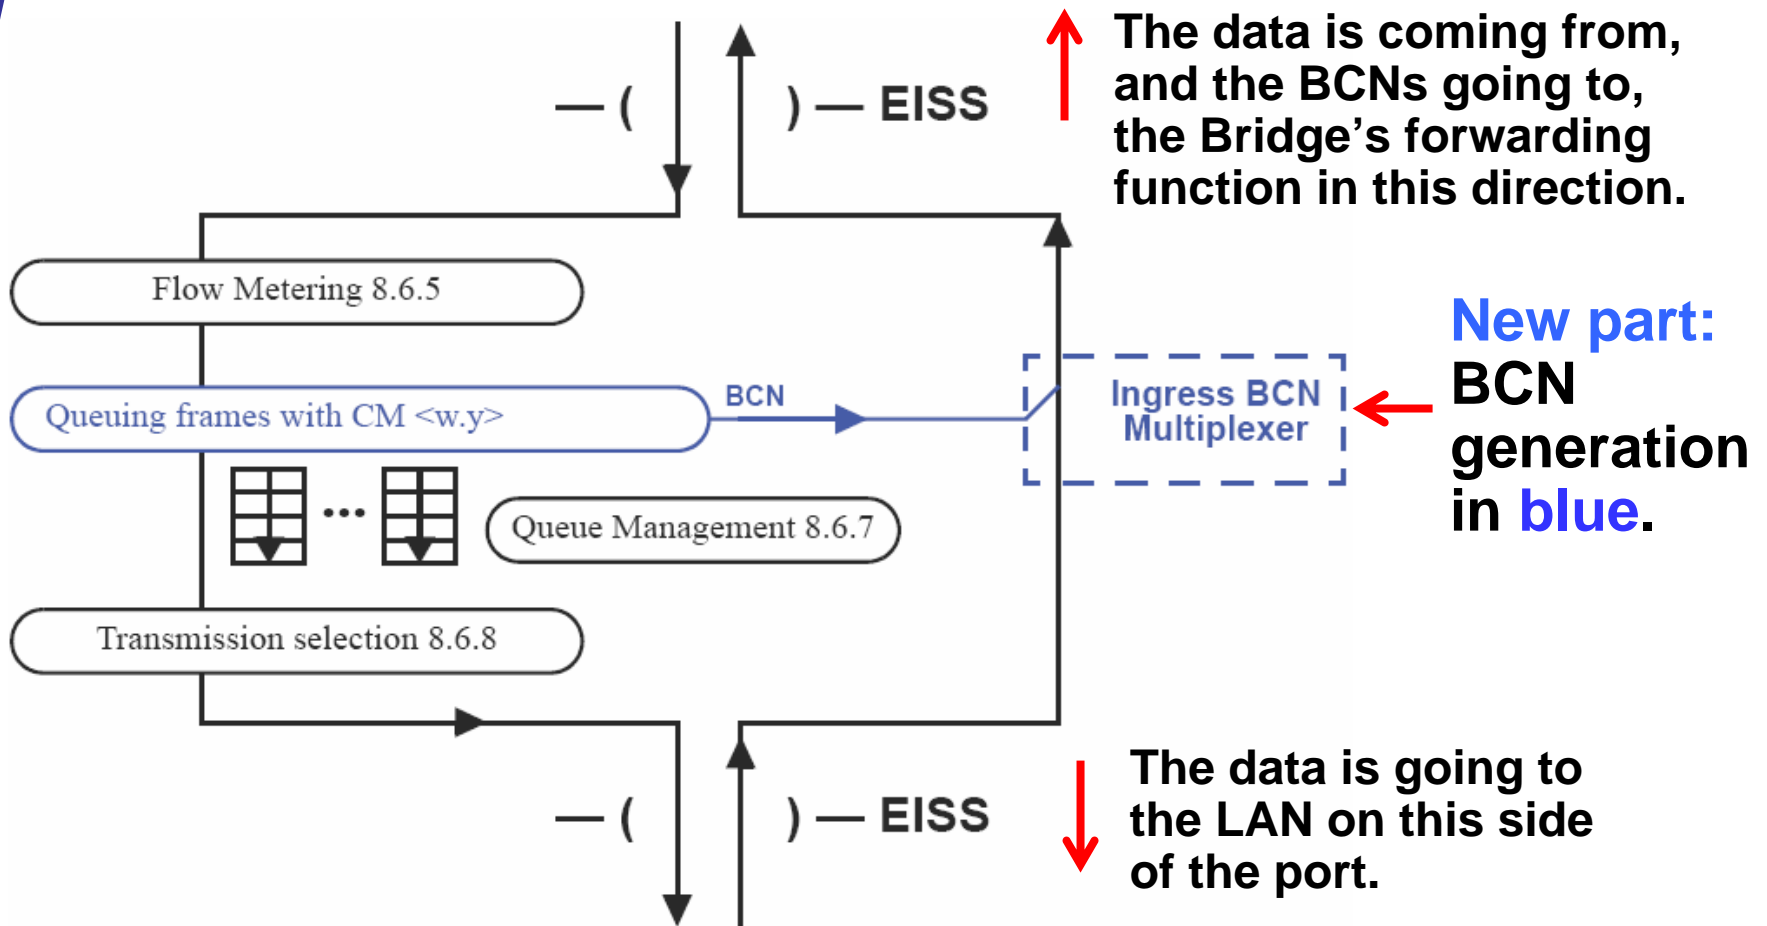 The data is coming from,
and the BCNs going to,
the Bridge’s forwarding
function in this direction.
— ( ) — EISS
Flow Metering 8.6.5
New part:
BCN
generation
in blue.
Queuing frames with CM <w.y>
BCN
Ingress BCN
Multiplexer
...
Queue Management 8.6.7
Transmission selection 8.6.8
— ( ) — EISS
The data is going to
the LAN on this side
of the port.